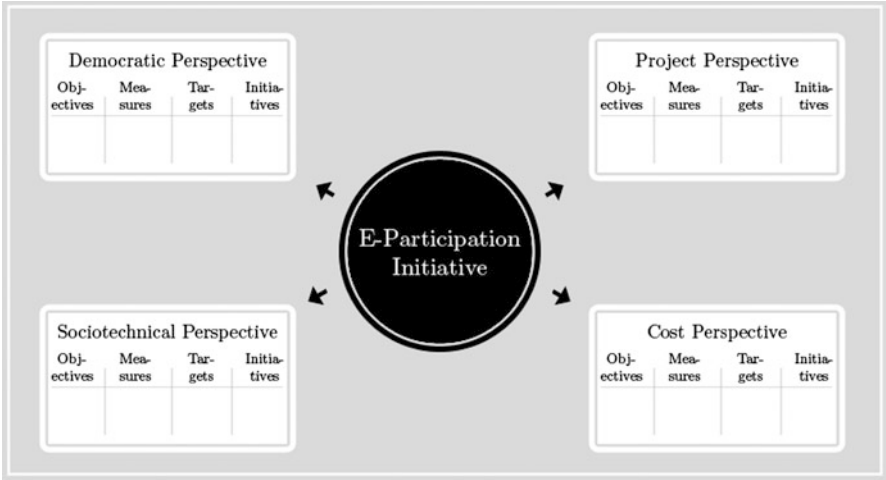 Democratic Perspective
Obj- Mea- Tar- Initia-
ectives sures gets tives
Project Perspective
Obj- Mea- Tar- Initia-
ectives sures gets tives
E-Participation
Initiative
Sociotechnical Perspective
Obj- Mea- Tar- Initia-
ectives sures gets tives
Cost Perspective
Obj- Mea- Tar- Initia-
ectives sures gets tives